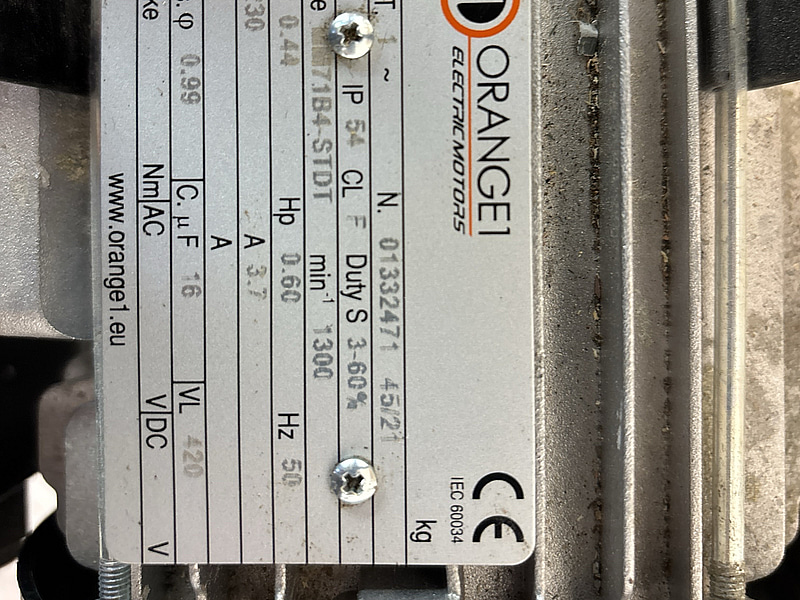 ORANGE1
ELECTRIC MOTORS
CE
IEC 60034
kg
1 ~ N. 01332471 45/21
IP 54 CL F Duty S 3-60%
71B4-STDT min-1 1300
0.44 Hp 0.60 Hz 50
A 3.7
A
φ 0.99 C. μF 16 VL 420
Nm|AC V|DC V
www.orange1.eu